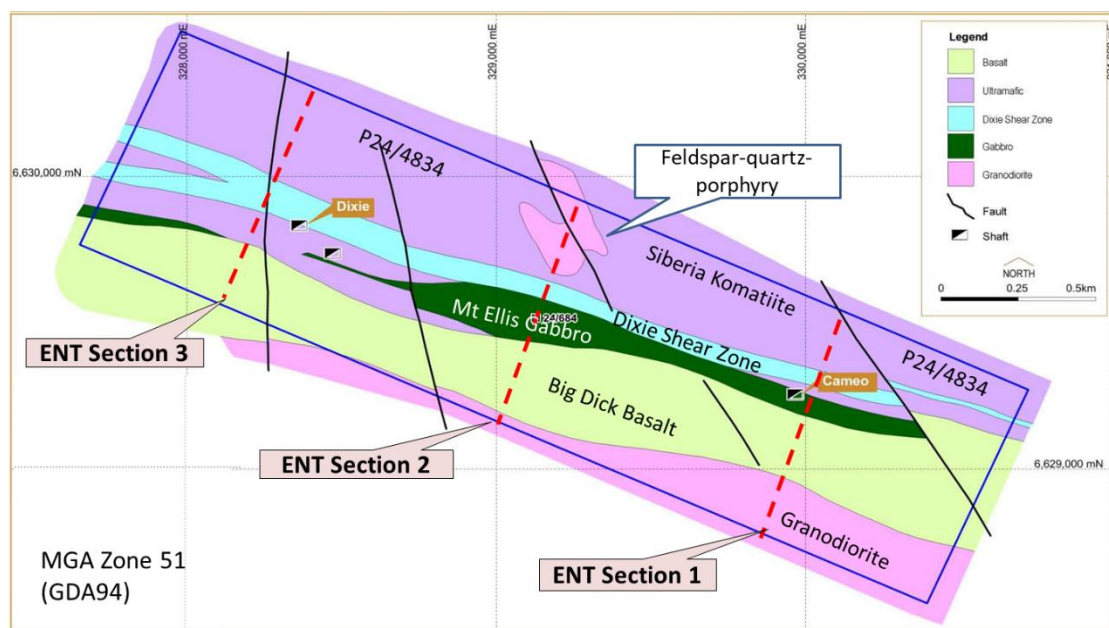 328,000 mE
329,000 mE
330,000 mE
Legend
Basalt
Ultramafic
Dixie Shear Zone
Gabbro
Granodiorite
Fault
Shaft
NORTH
0 0.25 0.5km
P24/4834
Feldspar-quartz-
porphyry
6,630,000 mN
Dixie
Siberia Komatiite
Mt Ellis Gabbro
Dixie Shear Zone
P24/4834
ENT Section 3
Cameo
Big Dick Basalt
ENT Section 2
6,629,000 mN
Granodiorite
ENT Section 1
MGA Zone 51
(GDA94)